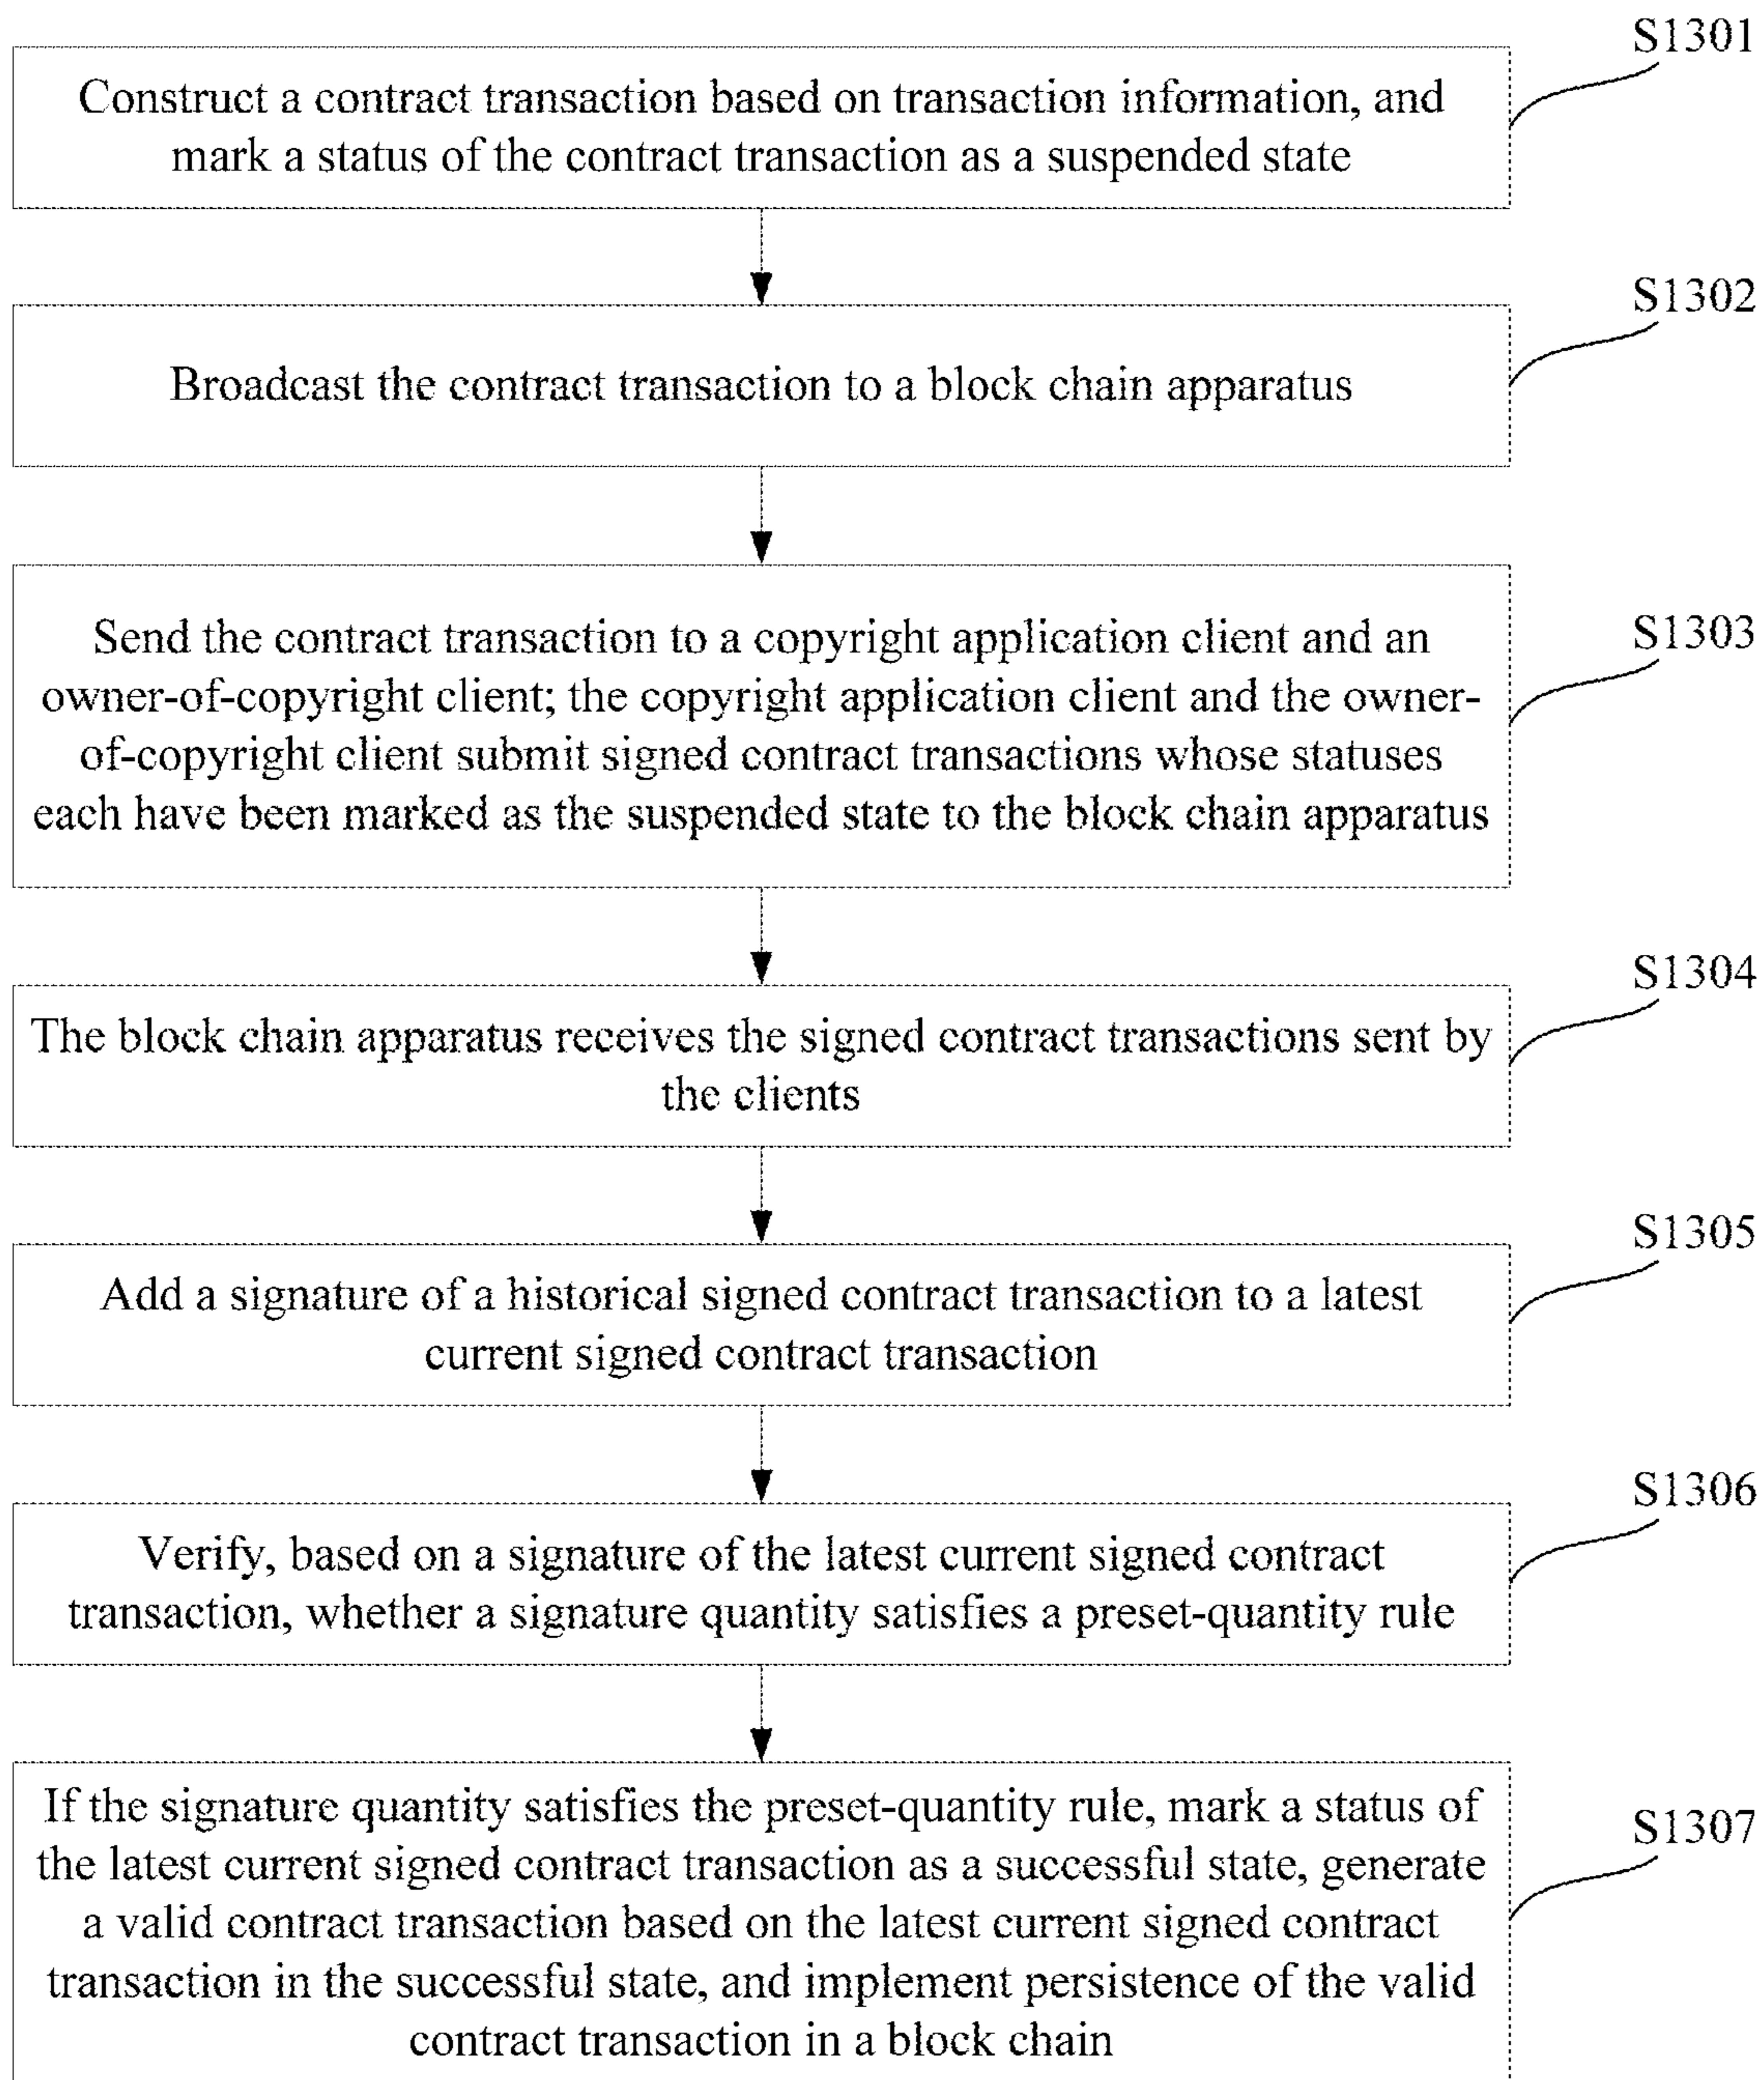 S1301
Construct a contract transaction based on transaction information, and
mark a status of the contract transaction as a suspended state
S1302
Broadcast the contract transaction to a block chain apparatus
S1303
Send the contract transaction to a copyright application client and an
owner-of-copyright client; the copyright application client and the owner-
of-copyright client submit signed contract transactions whose statuses
each have been marked as the suspended state to the block chain apparatus
S1304
The block chain apparatus receives the signed contract transactions sent by
the clients
S1305
Add a signature of a historical signed contract transaction to a latest
current signed contract transaction
S1306
Verify, based on a signature of the latest current signed contract
transaction, whether a signature quantity satisfies a preset-quantity rule
S1307
If the signature quantity satisfies the preset-quantity rule, mark a status of
the latest current signed contract transaction as a successful state, generate
a valid contract transaction based on the latest current signed contract
transaction in the successful state, and implement persistence of the valid
contract transaction in a block chain